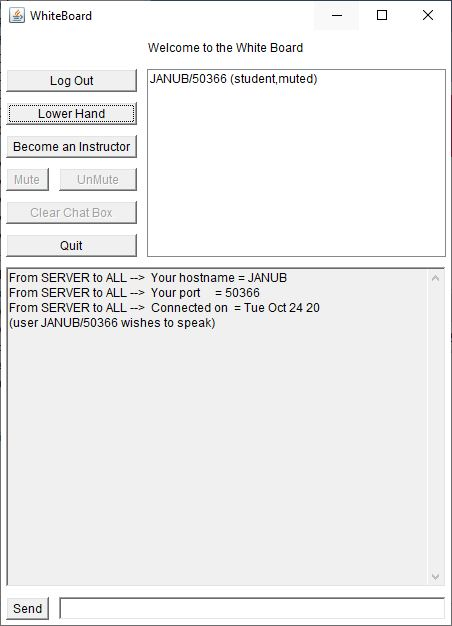 WhiteBoard
Welcome to the White Board
Log Out
JANUB/50366 (student,muted)
Lower Hand
Become an Instructor
Mute UnMute
Clear Chat Box
Quit
From SERVER to ALL --> Your hostname = JANUB
From SERVER to ALL --> Your port = 50366
From SERVER to ALL --> Connected on = Tue Oct 24 20
(user JANUB/50366 wishes to speak)
Send